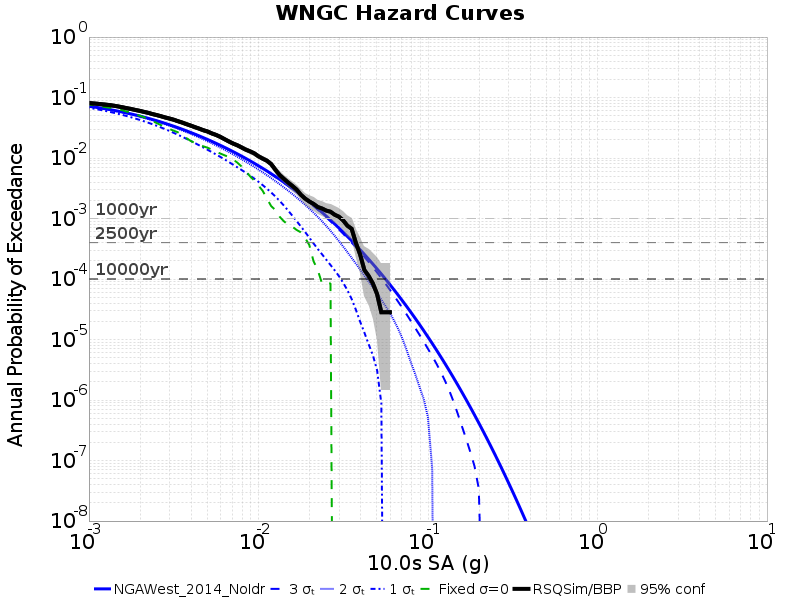 WNGC Hazard Curves
Annual Probability of Exceedance
10^0
10^-1
10^-2
10^-3
10^-4
10^-5
10^-6
10^-7
10^-8
1000yr
2500yr
10000yr
10^-3 10^-2 10^-1 10^0 10^1
10.0s SA (g)
NGAWest_2014_NoIdr 3 σₜ 2 σₜ 1 σₜ Fixed σ=0 RSQSim/BBP 95% conf